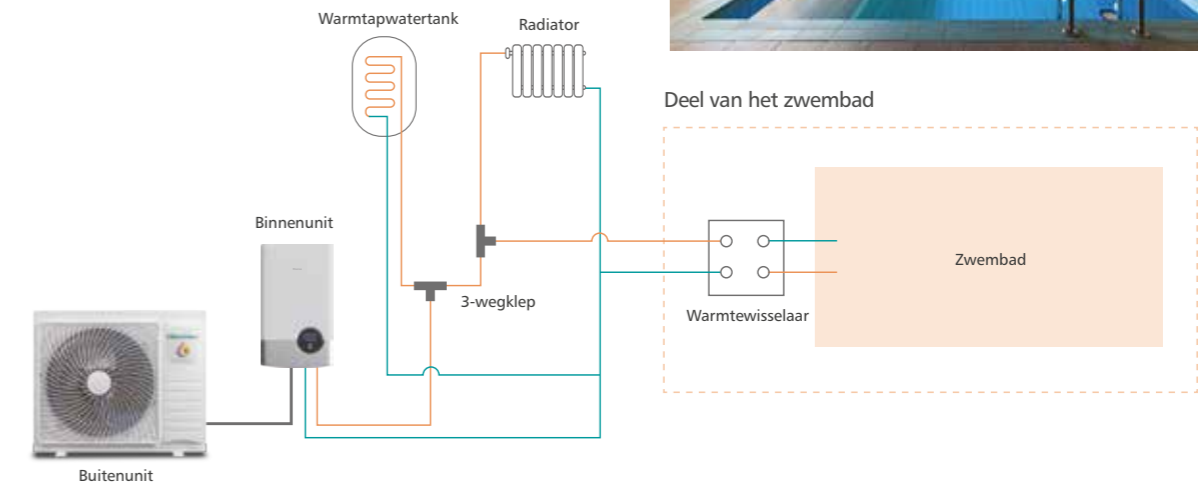 Warmtapwatertank
Radiator
Deel van het zwembad
Binnenunit
3-wegklep
Zwembad
Warmtewisselaar
Buitenunit